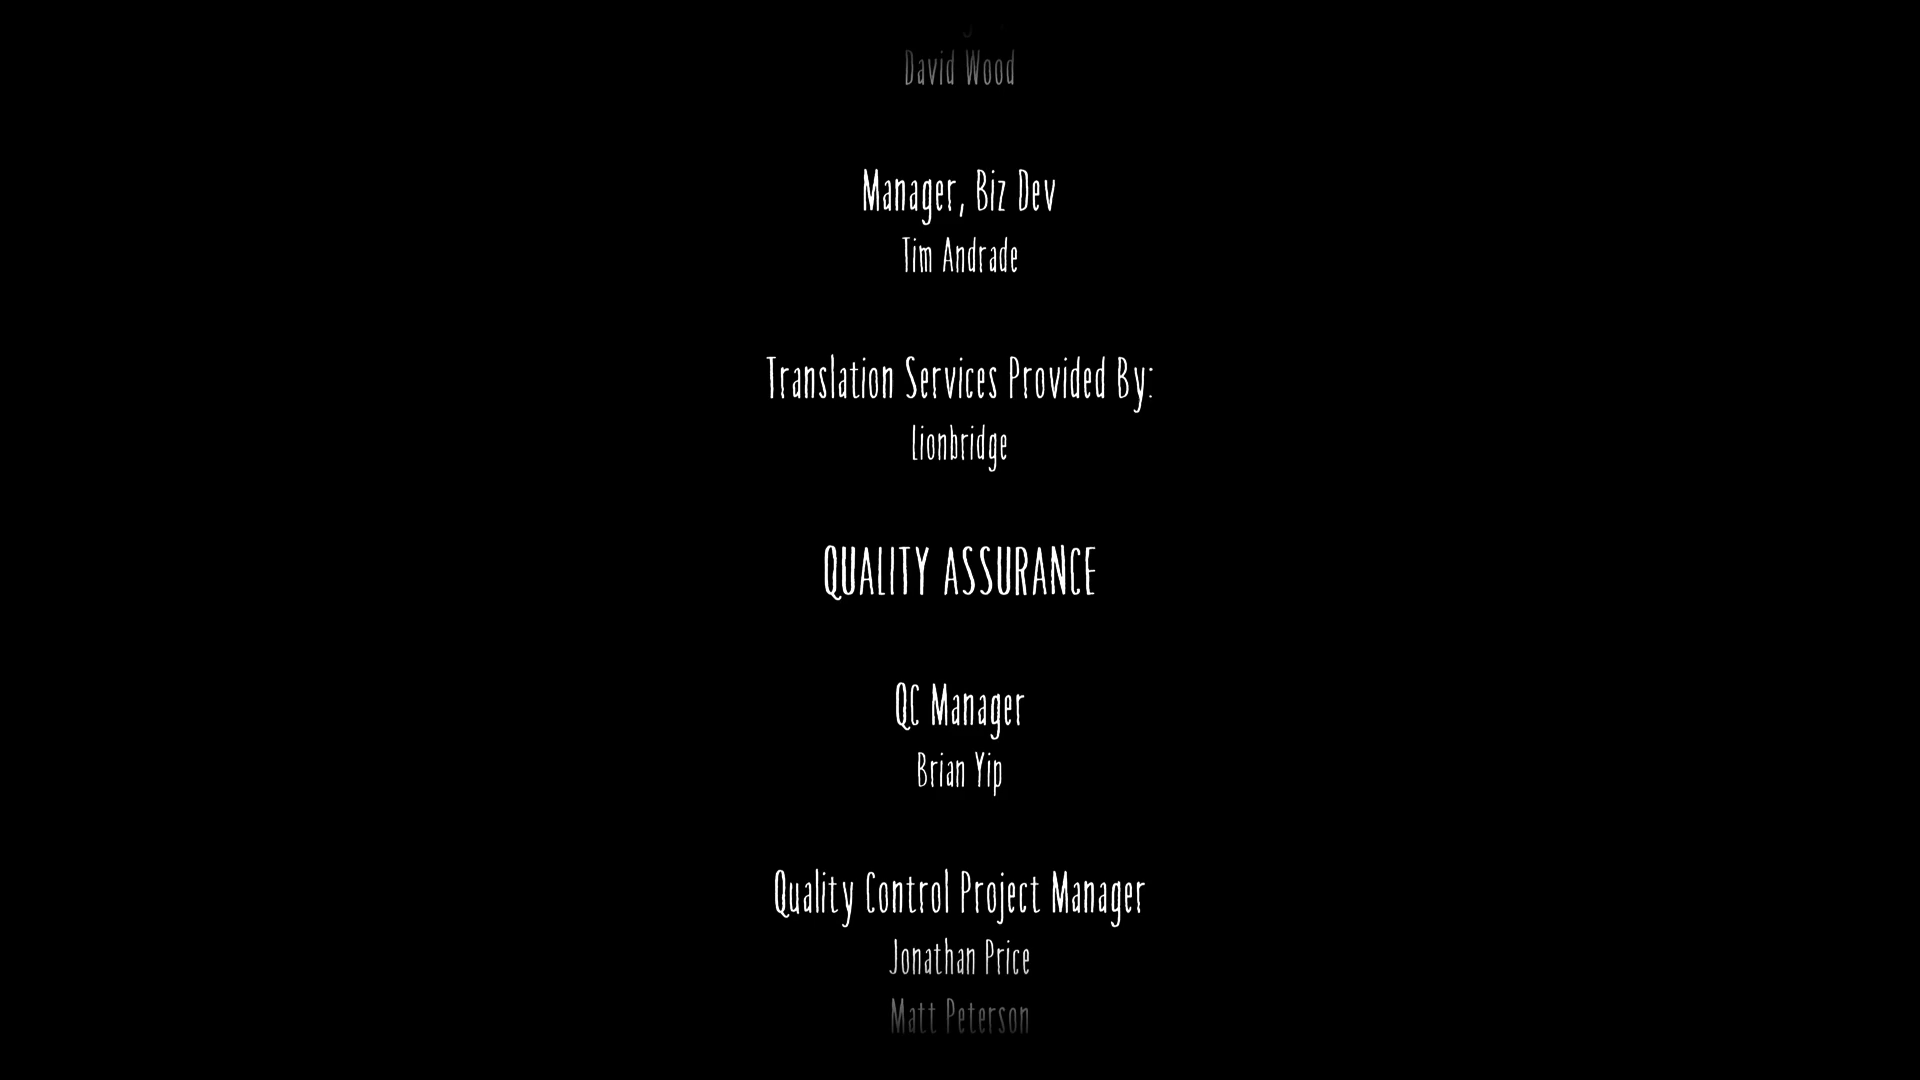 David Wood
Manager, Biz Dev
Tim Andrade
Translation Services Provided By:
Lionbridge
QUALITY ASSURANCE
QC Manager
Brian Yip
Quality Control Project Manager
Jonathan Price
Matt Peterson